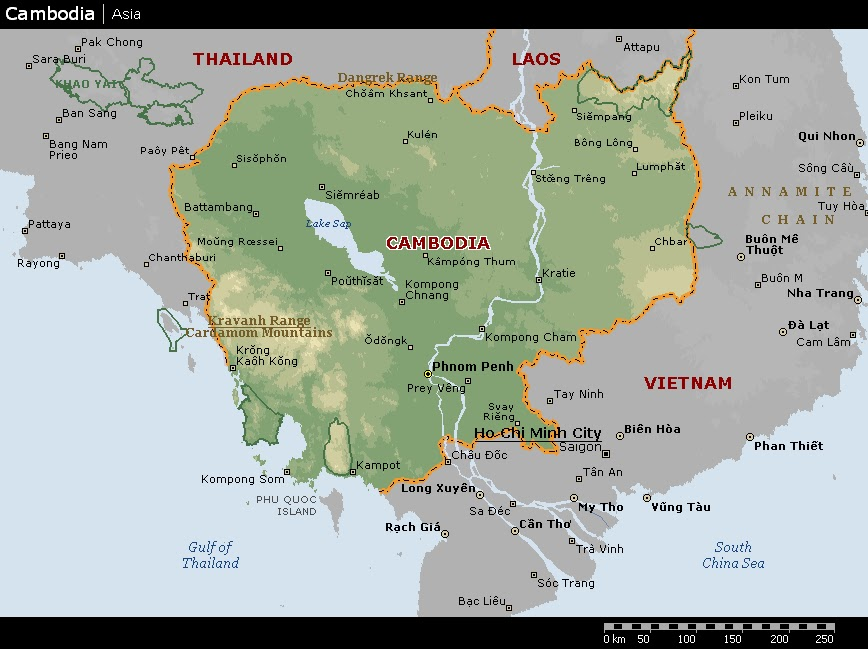 Cambodia | Asia
Pak Chong
Sara Buri
THAILAND
LAOS
Attapu
KHAO YAI
Dangrek Range
Chŏăm Khsant
Kon Tum
Ban Sang
Siĕmpang
Pleiku
Bang Nam
Prieo
Kulén
Bông Lông
Qui Nhon
Paôy Pêt
Sisŏphŏn
Lumphăt
Sông Câù
Stœ̆ng Trêng
Siĕmréab
ANNAMITE
CHAIN
Tuy Hòa
Battambang
Lake Sap
Pattaya
Moŭng Rœssei
CAMBODIA
Chbar
Buôn Mê
Thuột
Rayong
Chanthaburi
Kâmpóng Thum
Poŭthĭsăt
Kompong
Chnang
Kratie
Buôn M
Nha Trang
Trat
Kravanh Range
Cardamom Mountains
Ŏdŏngk
Kompong Cham
Đà Lạt
Cam Lâm
Krŏng
Kaôh Kŏng
Phnom Penh
Prey Vêng
VIETNAM
Tay Ninh
Svay
Riĕng
Ho Chi Minh City
Saigon
Biên Hòa
Phan Thiết
Châu Đốc
Kampot
Kompong Som
Tân An
PHU QUOC
ISLAND
Long Xuyên
Sa Đéc
My Tho
Vũng Tàu
Rạch Giá
Cần Thơ
Trà Vinh
Gulf of
Thailand
South
China Sea
Sóc Trang
Bạc Liêu
0 km 50 100 150 200 250